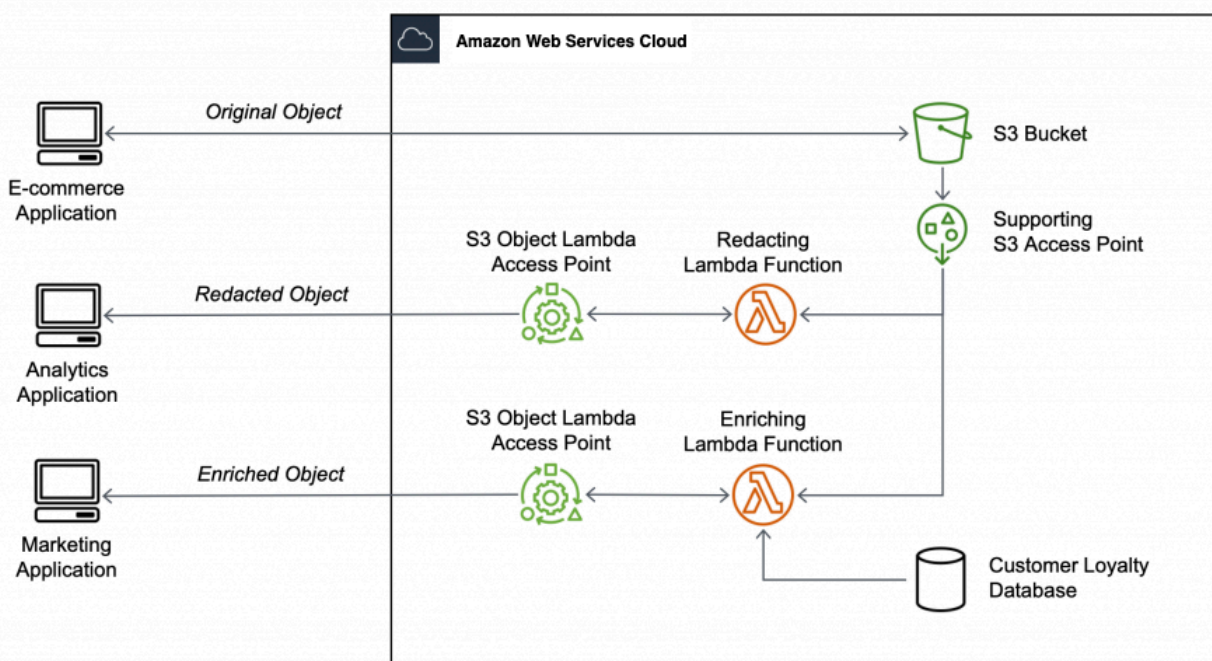 Amazon Web Services Cloud
Original Object
S3 Bucket
E-commerce
Application
Supporting
S3 Access Point
S3 Object Lambda
Access Point
Redacting
Lambda Function
Redacted Object
Analytics
Application
S3 Object Lambda
Access Point
Enriching
Lambda Function
Enriched Object
Marketing
Application
Customer Loyalty
Database